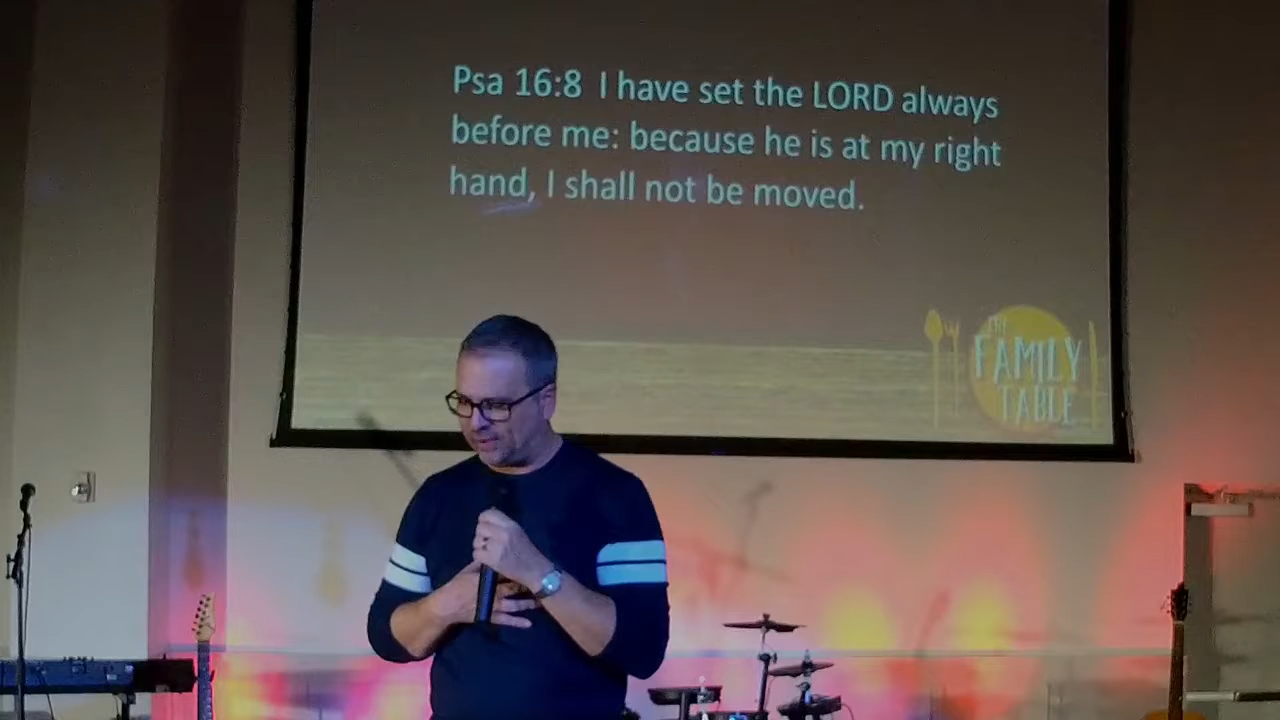 Psa 16:8 I have set the LORD always
before me: because he is at my right
hand, I shall not be moved.
THE
FAMILY
TABLE